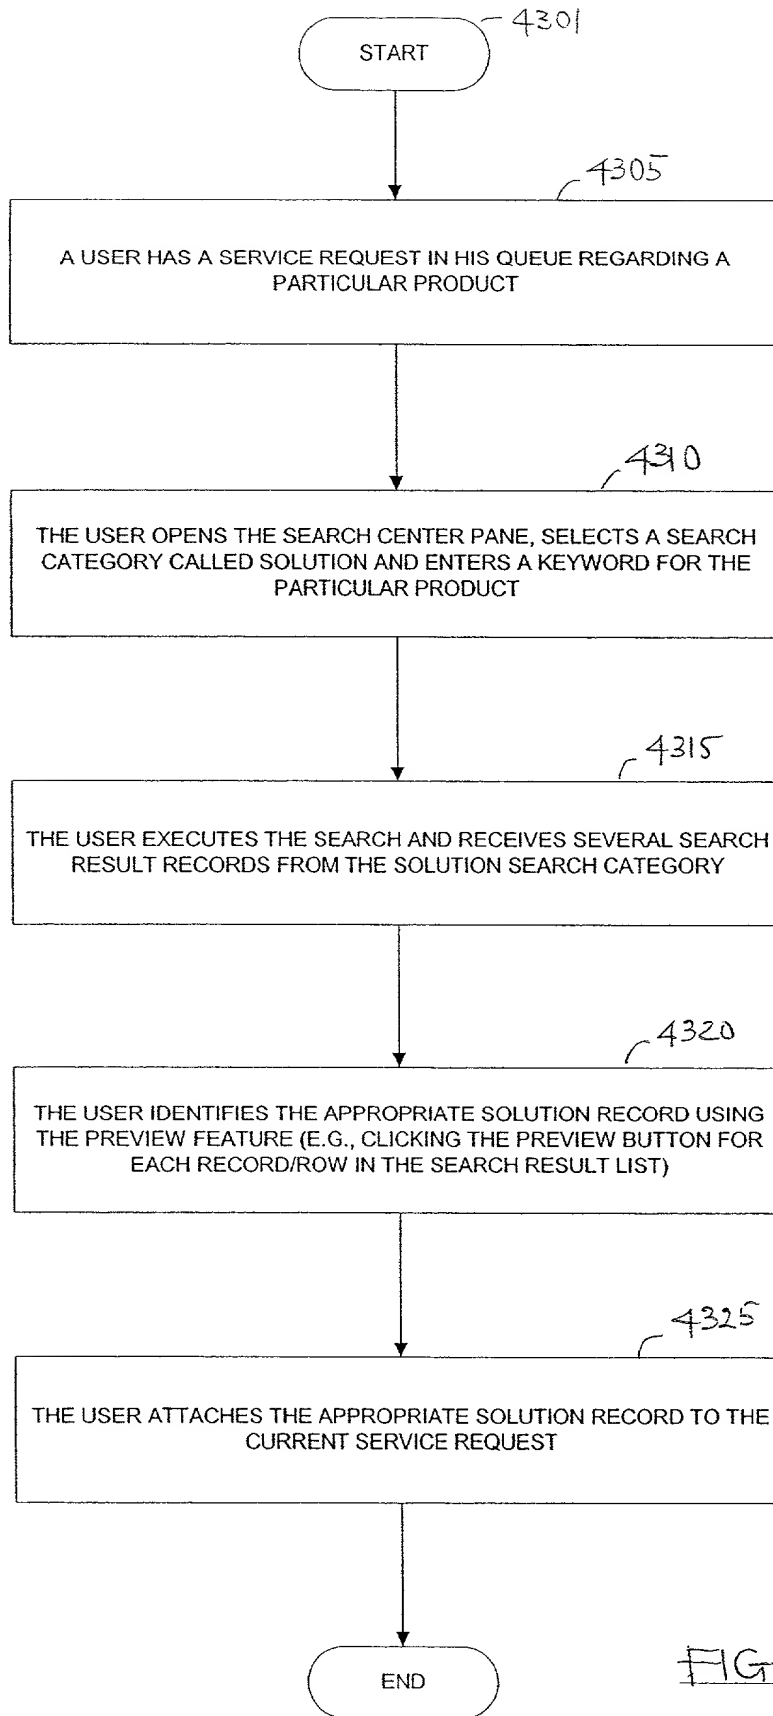 4301
START
4305
A USER HAS A SERVICE REQUEST IN HIS QUEUE REGARDING A
PARTICULAR PRODUCT
4310
THE USER OPENS THE SEARCH CENTER PANE, SELECTS A SEARCH
CATEGORY CALLED SOLUTION AND ENTERS A KEYWORD FOR THE
PARTICULAR PRODUCT
4315
THE USER EXECUTES THE SEARCH AND RECEIVES SEVERAL SEARCH
RESULT RECORDS FROM THE SOLUTION SEARCH CATEGORY
4320
THE USER IDENTIFIES THE APPROPRIATE SOLUTION RECORD USING
THE PREVIEW FEATURE (E.G., CLICKING THE PREVIEW BUTTON FOR
EACH RECORD/ROW IN THE SEARCH RESULT LIST)
4325
THE USER ATTACHES THE APPROPRIATE SOLUTION RECORD TO THE
CURRENT SERVICE REQUEST
END
FIG